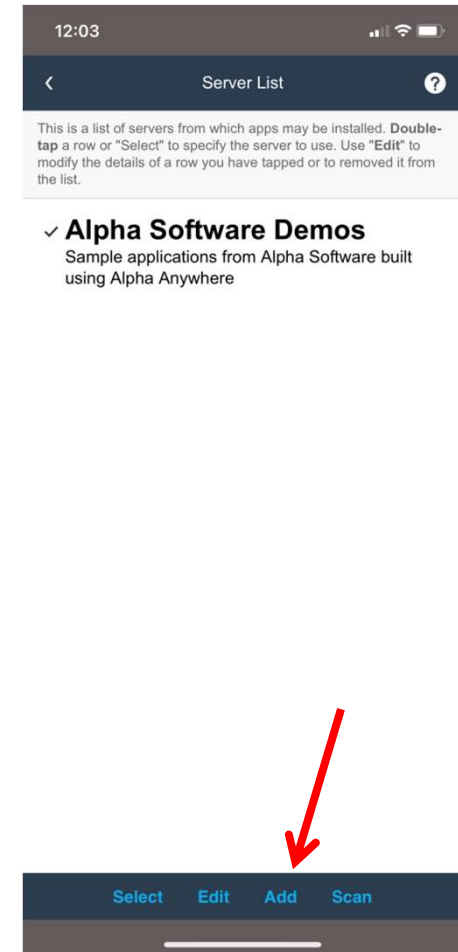 12:03
Server List
?
This is a list of servers from which apps may be installed. Double-
tap a row or "Select" to specify the server to use. Use "Edit" to
modify the details of a row you have tapped or to removed it from
the list.
Alpha Software Demos
Sample applications from Alpha Software built
using Alpha Anywhere
Select Edit Add Scan